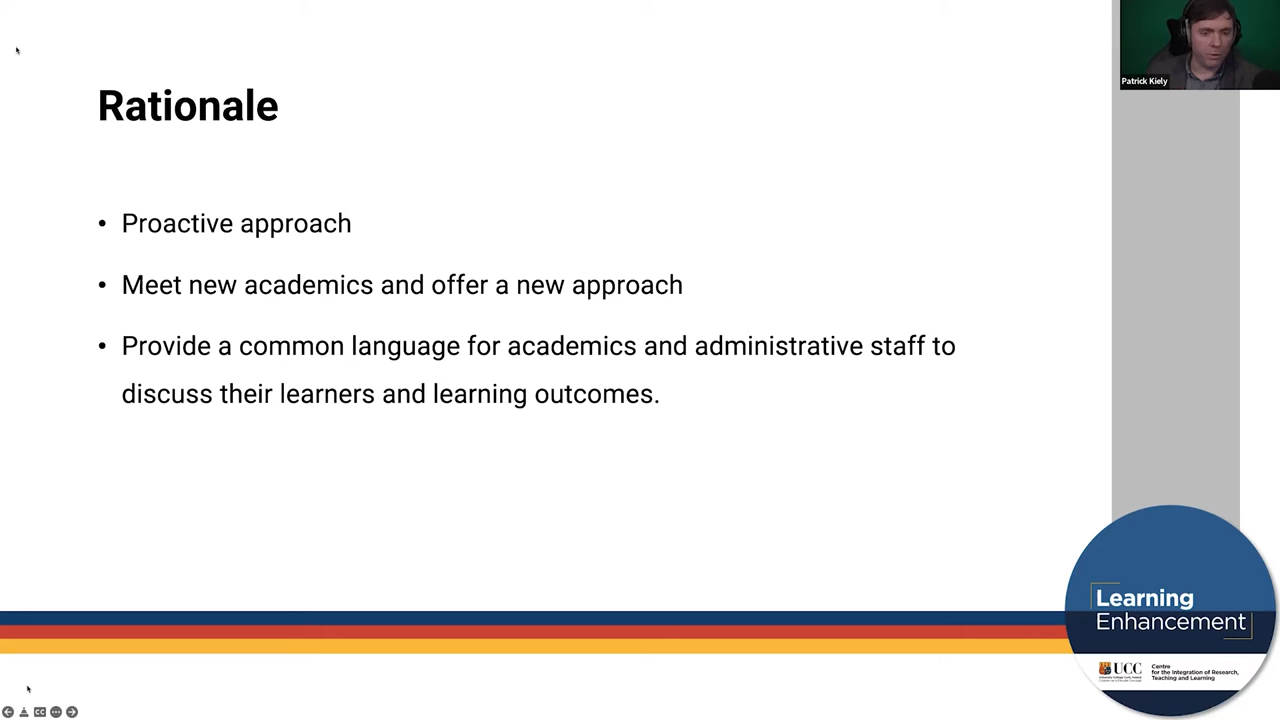 Rationale
Patrick Kiely
• Proactive approach
• Meet new academics and offer a new approach
• Provide a common language for academics and administrative staff to
discuss their learners and learning outcomes.
Learning
Enhancement
UCC
Centre
for the Integration of Research,
Teaching and Learning
CC